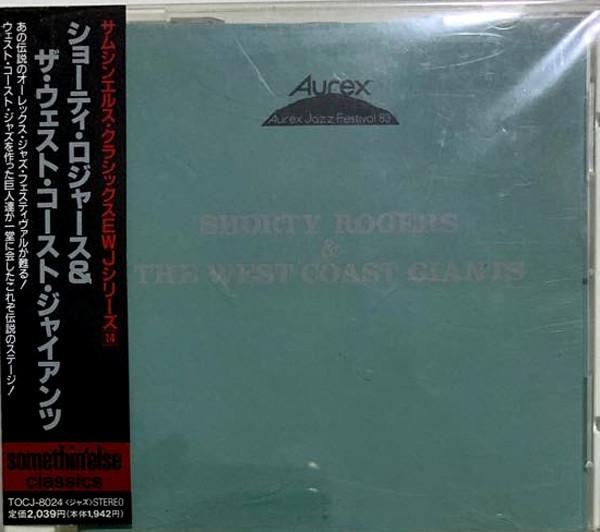 サムシンエルス・クラシックスEWJシリーズ14
ショーティ・ロジャース&
ザ・ウェスト・コースト・ジャイアンツ
あの伝説のオーレックス・ジャズ・フェスティヴァルが甦る!
ウェスト・コースト・ジャズを作った巨人達が一堂に会したこれぞ伝説のステージ!
somethin'else
classics
TOCJ-8024〈ジャズ〉STEREO
定価2,039円(本体1,942円)
Aurex
Aurex Jazz Festival '83
SHORTY ROGERS
&
THE WEST COAST GIANTS